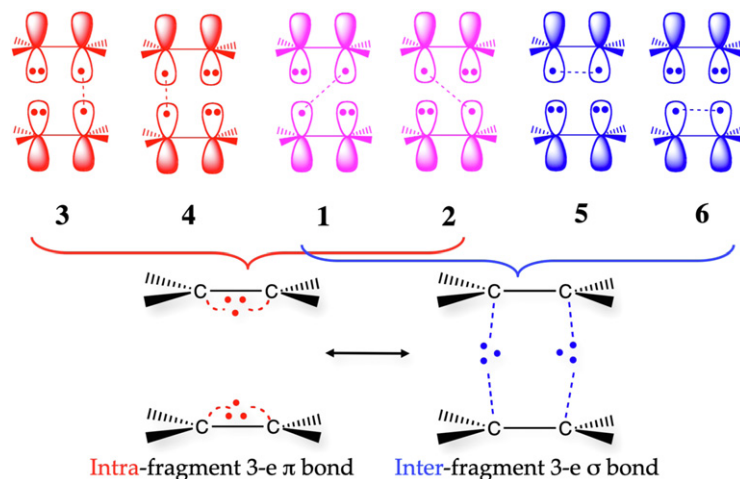 3 4 1 2 5 6
C C C C
C C C C
Intra-fragment 3-e π bond Inter-fragment 3-e σ bond